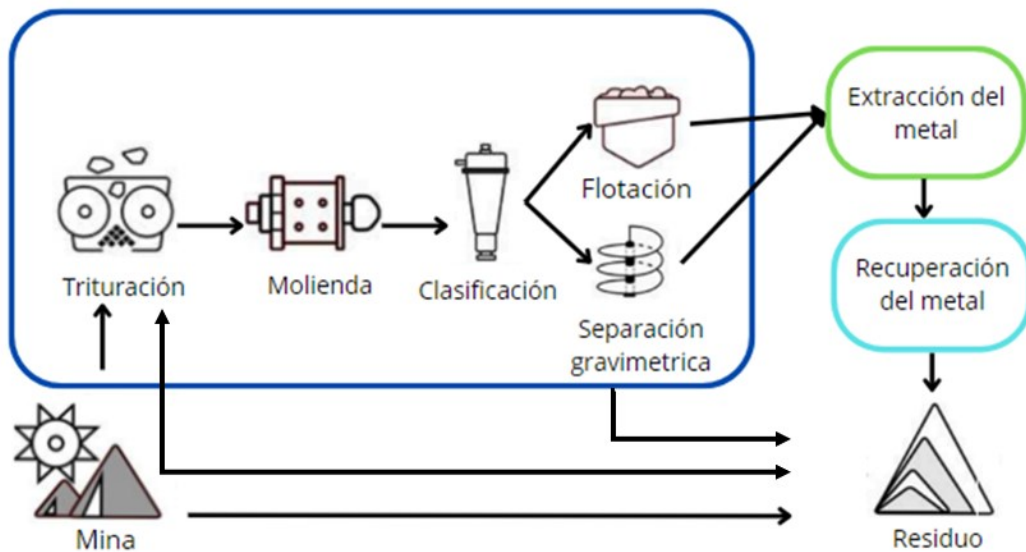 Trituración
Molienda
Clasificación
Flotación
Separación
gravimetrica
Extracción del
metal
Recuperación
del metal
Mina
Residuo